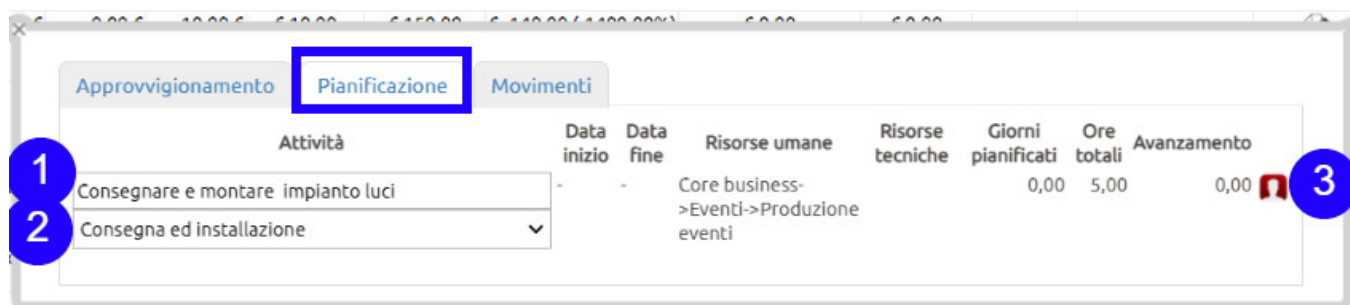 Approvvigionamento Pianificazione Movimenti
Attività Data inizio Data fine Risorse umane Risorse tecniche Giorni pianificati Ore totali Avanzamento
1 Consegnare e montare impianto luci - - Core business- 0,00 5,00 0,00 3
>Eventi->Produzione
2 Consegna ed installazione
eventi